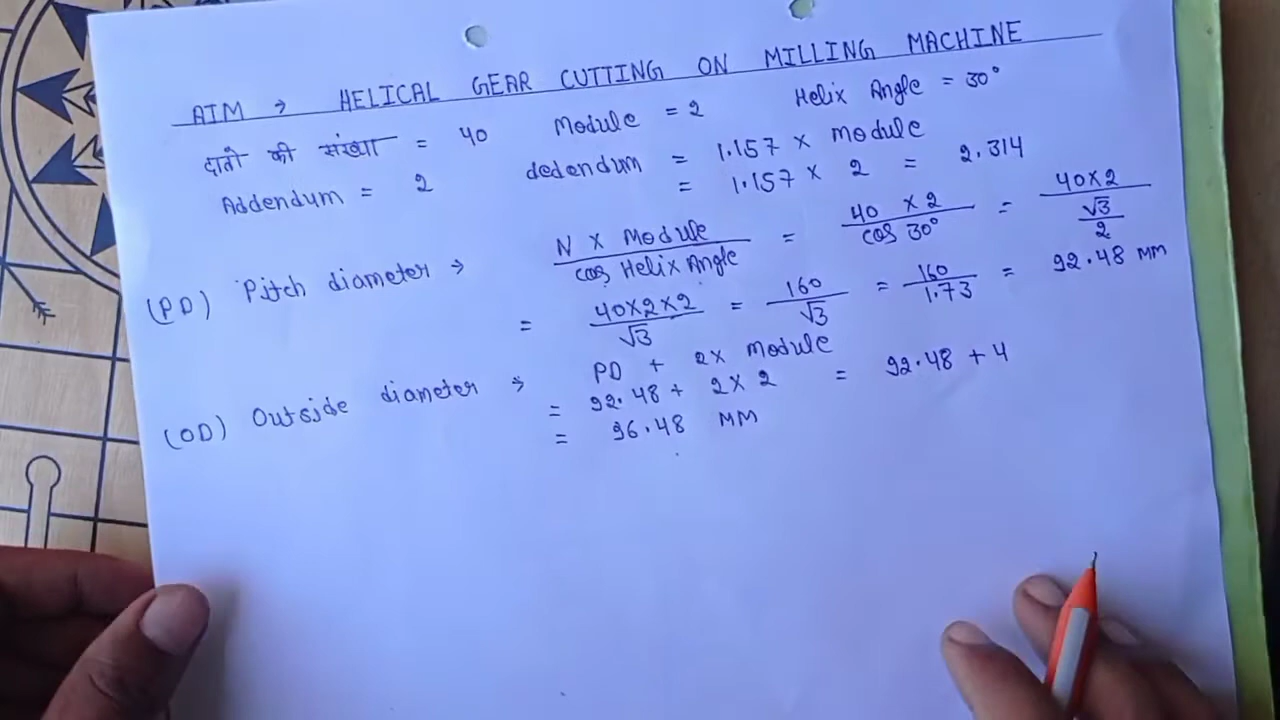 AIM → HELICAL GEAR CUTTING ON MILLING MACHINE
दातो की संख्या = 40 Module = 2 Helix Angle = 30°
Addendum = 2 dedendum = 1.157 × Module
= 1.157 × 2 = 2.314
(PD) Pitch diameter → N × Module / cos Helix Angle = 40 × 2 / cos 30° = 40×2 / √3/2
= 40×2×2 / √3 = 160 / √3 = 160 / 1.73 = 92.48 MM
(OD) Outside diameter → PD + 2× Module
= 92.48 + 2×2 = 92.48 + 4
= 96.48 MM